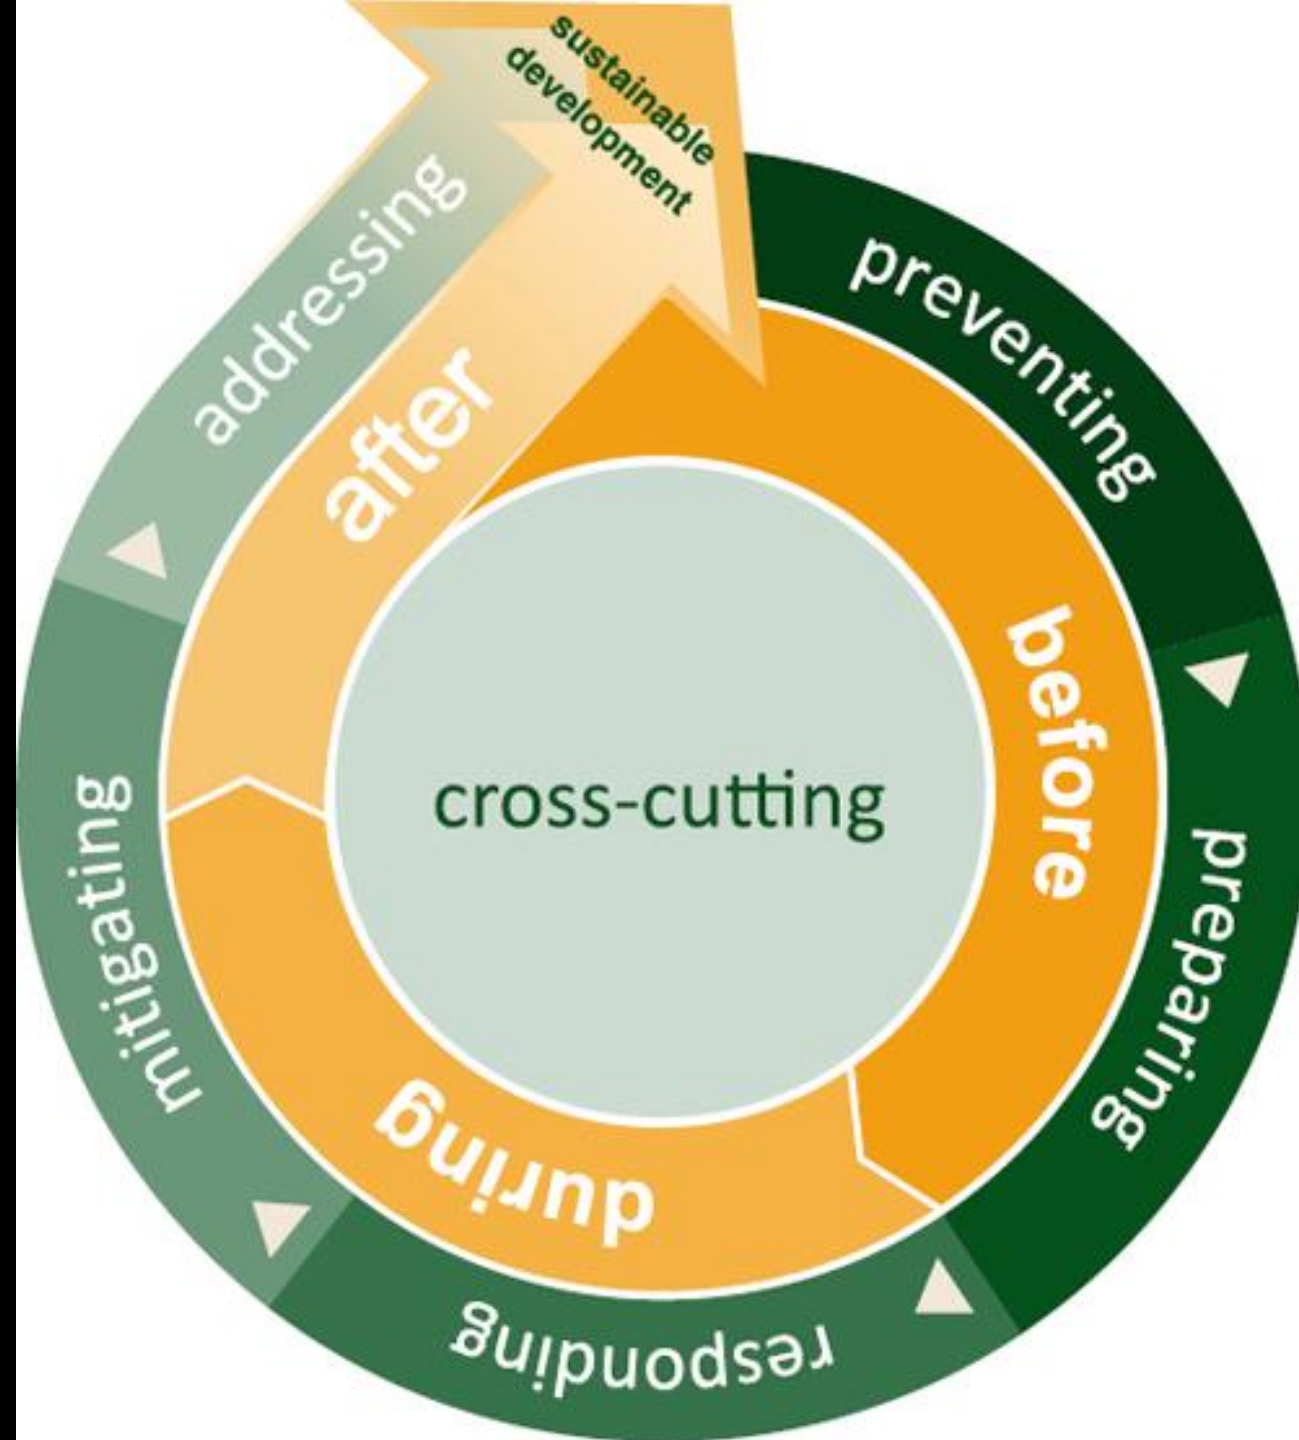 sustainable
development
preventing
preparing
responding
mitigating
addressing
before
during
after
cross-cutting